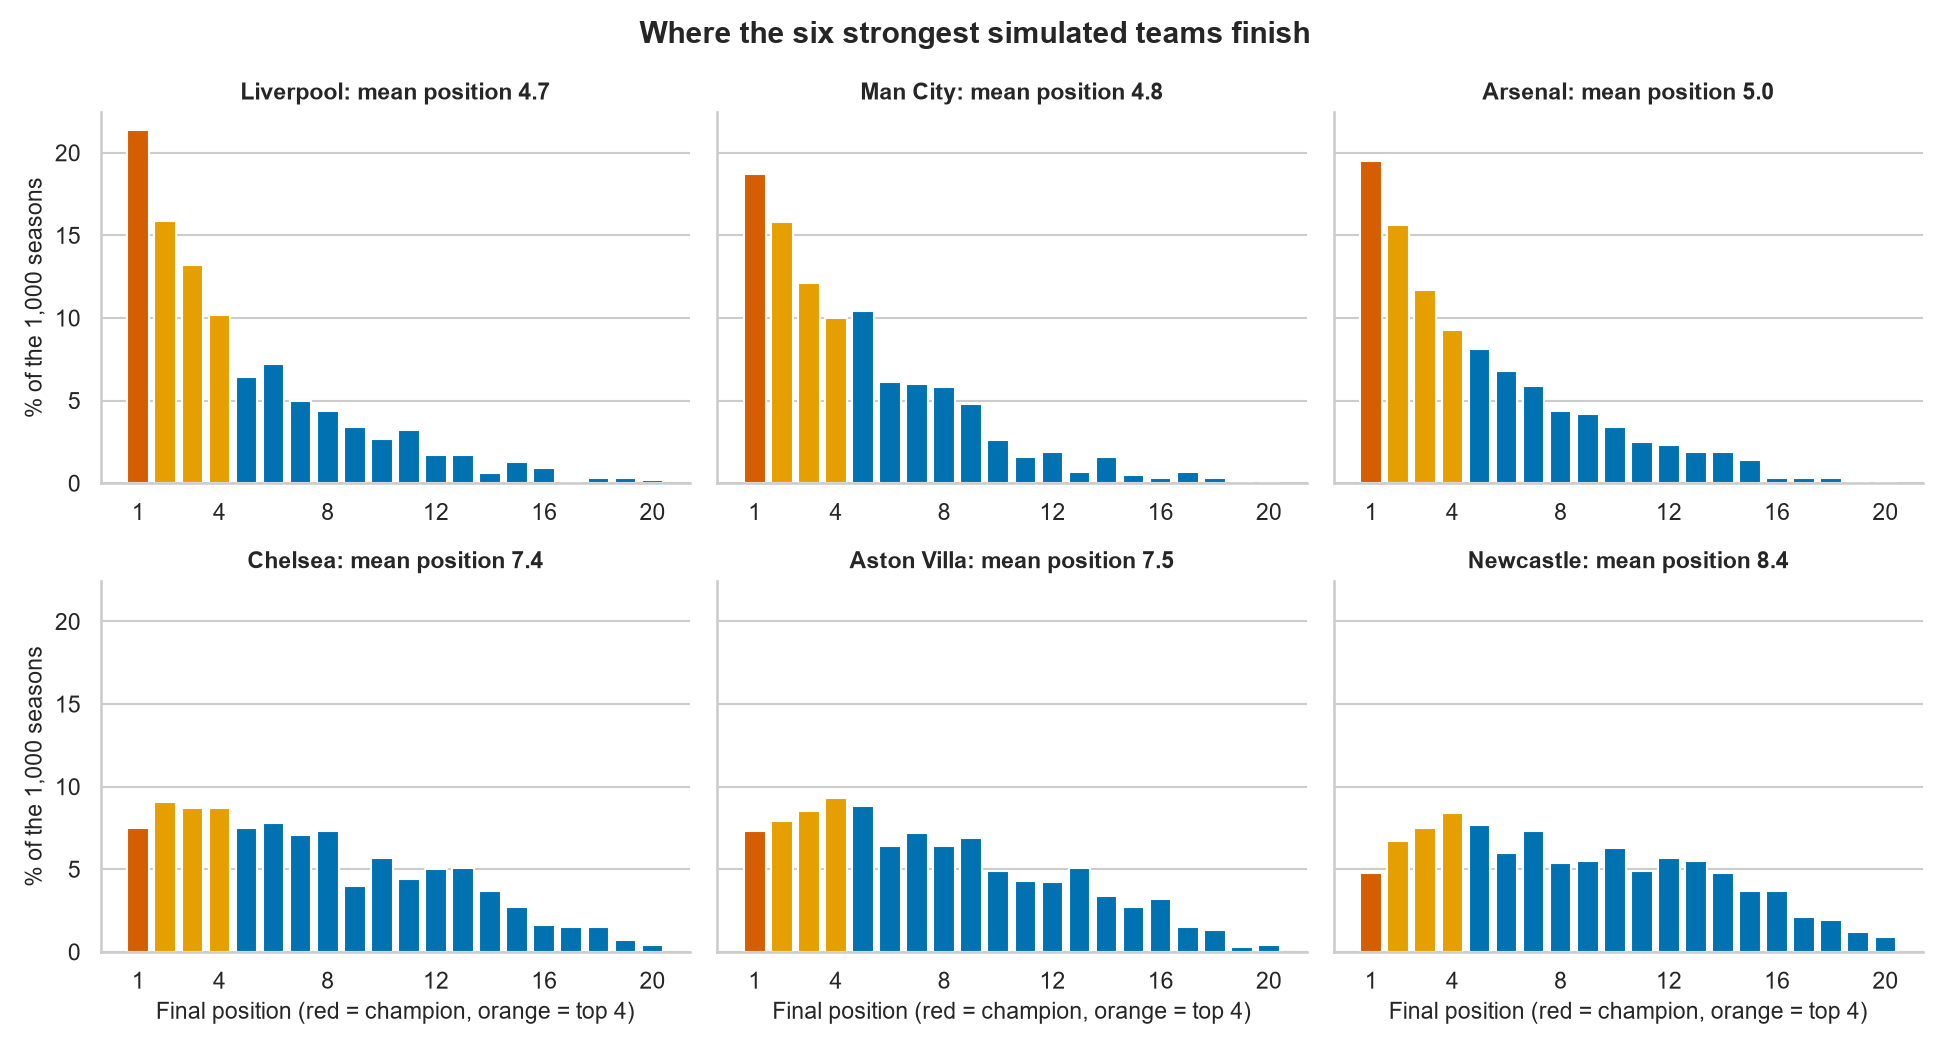 Where the six strongest simulated teams finish
Liverpool: mean position 4.7
Man City: mean position 4.8
Arsenal: mean position 5.0
% of the 1,000 seasons
20
15
10
5
0
1 4 8 12 16 20
1 4 8 12 16 20
1 4 8 12 16 20
Chelsea: mean position 7.4
Aston Villa: mean position 7.5
Newcastle: mean position 8.4
% of the 1,000 seasons
20
15
10
5
0
1 4 8 12 16 20
1 4 8 12 16 20
1 4 8 12 16 20
Final position (red = champion, orange = top 4)
Final position (red = champion, orange = top 4)
Final position (red = champion, orange = top 4)